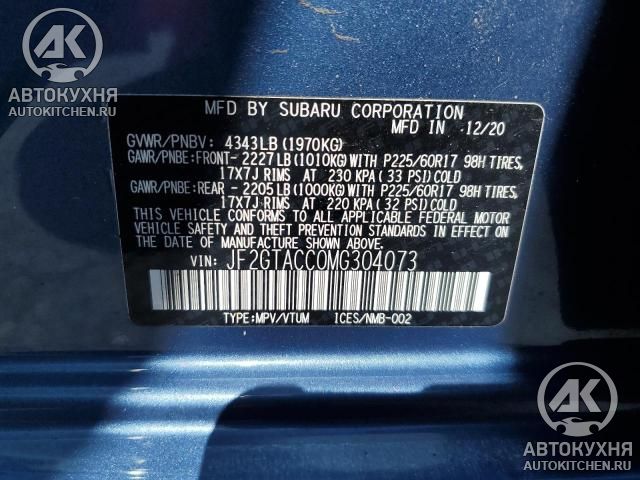 АК
АВТОКУХНЯ
AUTOKITCHEN.RU
MFD BY SUBARU CORPORATION
MFD IN 12/20
GVWR/PNBV: 4343LB (1970KG)
GAWR/PNBE: FRONT- 2227LB (1010KG) WITH P225/60R17 98H TIRES,
17X7J RIMS AT 230 KPA (33 PSI) COLD
GAWR/PNBE: REAR - 2205LB (1000KG) WITH P225/60R17 98H TIRES,
17X7J RIMS AT 220 KPA (32 PSI) COLD
THIS VEHICLE CONFORMS TO ALL APPLICABLE FEDERAL MOTOR
VEHICLE SAFETY AND THEFT PREVENTION STANDARDS IN EFFECT
ON THE DATE OF MANUFACTURE SHOWN ABOVE.
VIN: JF2GTACC0MG304073
TYPE:MPV/VTUM ICES/NMB-002
АК
АВТОКУХНЯ
AUTOKITCHEN.RU